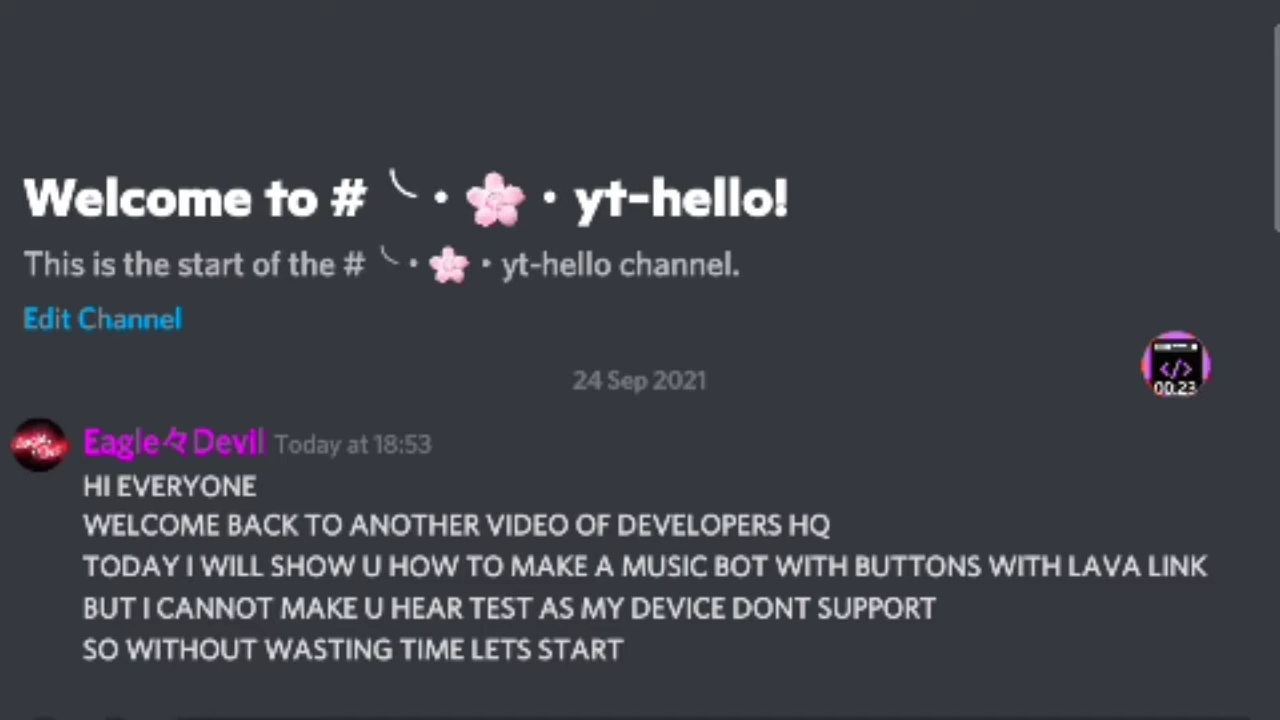 Welcome to # ╰・🌸・yt-hello!
This is the start of the # ╰・🌸・yt-hello channel.
Edit Channel
24 Sep 2021
</>
00.23
Eagle々Devil Today at 18:53
HI EVERYONE
WELCOME BACK TO ANOTHER VIDEO OF DEVELOPERS HQ
TODAY I WILL SHOW U HOW TO MAKE A MUSIC BOT WITH BUTTONS WITH LAVA LINK
BUT I CANNOT MAKE U HEAR TEST AS MY DEVICE DONT SUPPORT
SO WITHOUT WASTING TIME LETS START